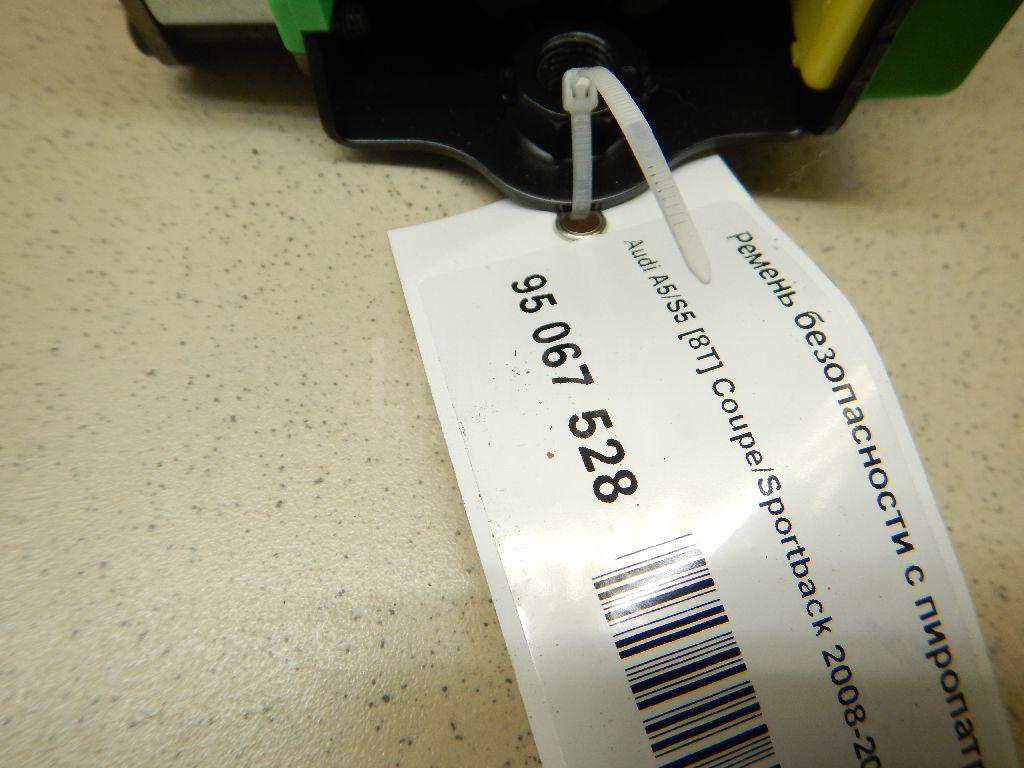 ремень безопасности с пиропат
Audi A5/S5 [8T] Coupe/Sportback 2008-20
95 067 528